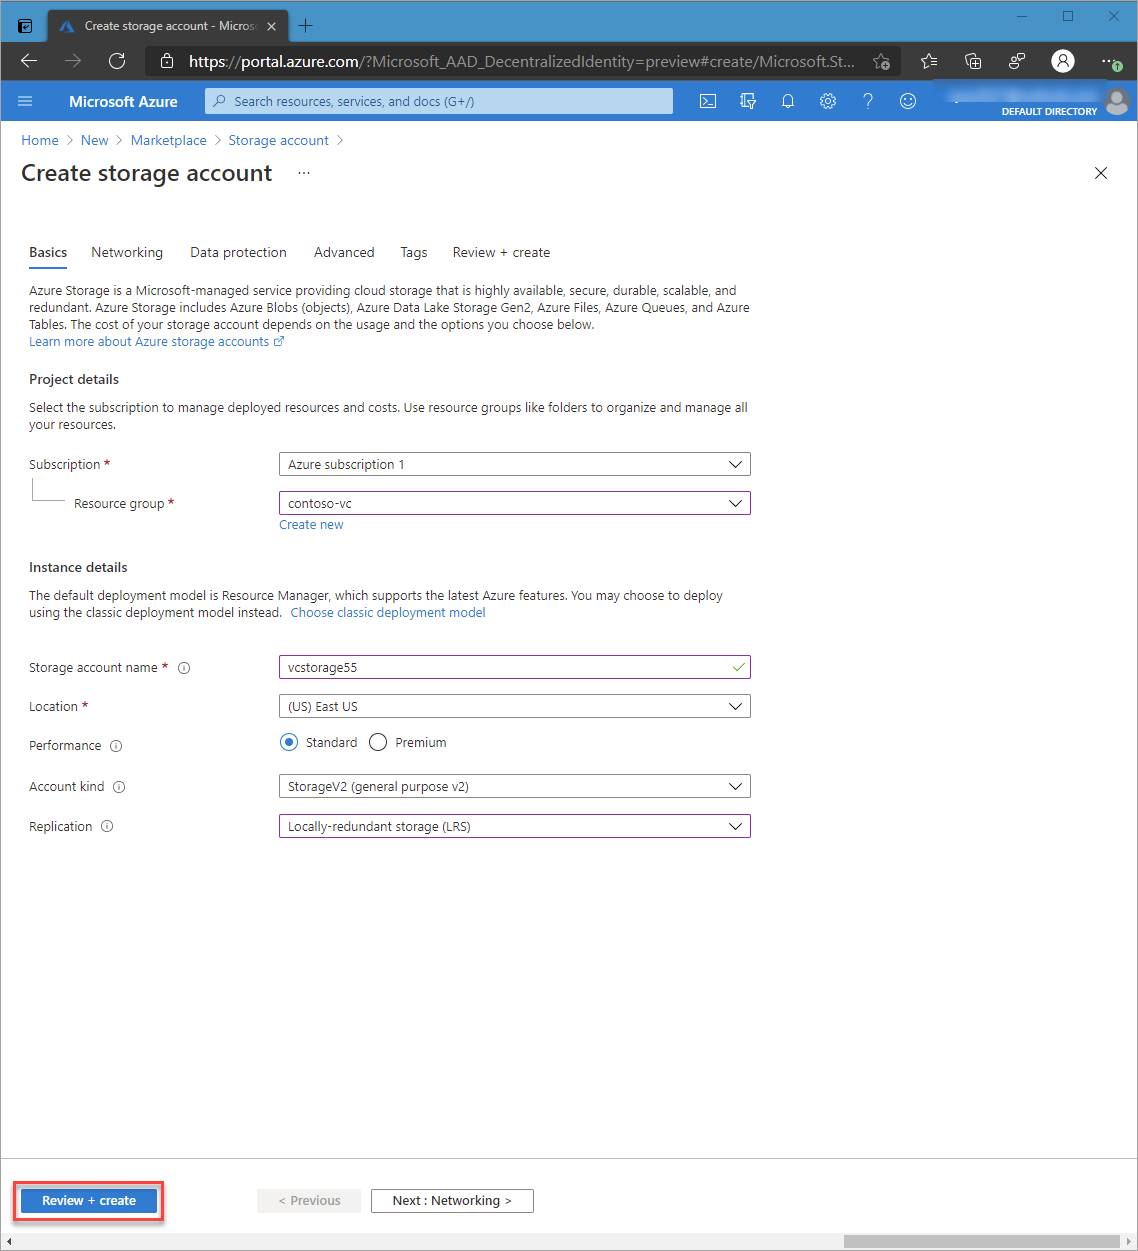 Create storage account - Micros
https://portal.azure.com/?Microsoft_AAD_DecentralizedIdentity=preview#create/Microsoft.St...
Microsoft Azure
Search resources, services, and docs (G+/)
DEFAULT DIRECTORY
Home > New > Marketplace > Storage account >
Create storage account ...
Basics Networking Data protection Advanced Tags Review + create
Azure Storage is a Microsoft-managed service providing cloud storage that is highly available, secure, durable, scalable, and
redundant. Azure Storage includes Azure Blobs (objects), Azure Data Lake Storage Gen2, Azure Files, Azure Queues, and Azure
Tables. The cost of your storage account depends on the usage and the options you choose below.
Learn more about Azure storage accounts
Project details
Select the subscription to manage deployed resources and costs. Use resource groups like folders to organize and manage all
your resources.
Subscription * Azure subscription 1
Resource group * contoso-vc
Create new
Instance details
The default deployment model is Resource Manager, which supports the latest Azure features. You may choose to deploy
using the classic deployment model instead. Choose classic deployment model
Storage account name * vcstorage55
Location * (US) East US
Performance Standard Premium
Account kind StorageV2 (general purpose v2)
Replication Locally-redundant storage (LRS)
Review + create < Previous Next : Networking >